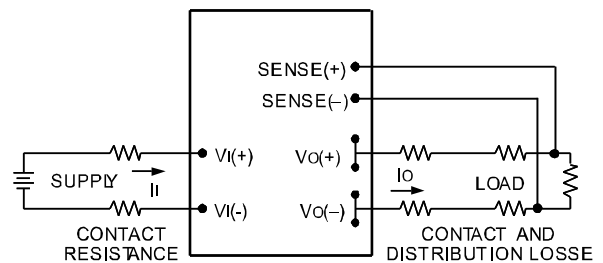 SENSE(+)
SENSE(–)
VI(+)
VO(+)
SUPPLY
II
IO
LOAD
VI(-)
VO(–)
CONTACT
RESISTANCE
CONTACT AND
DISTRIBUTION LOSSE